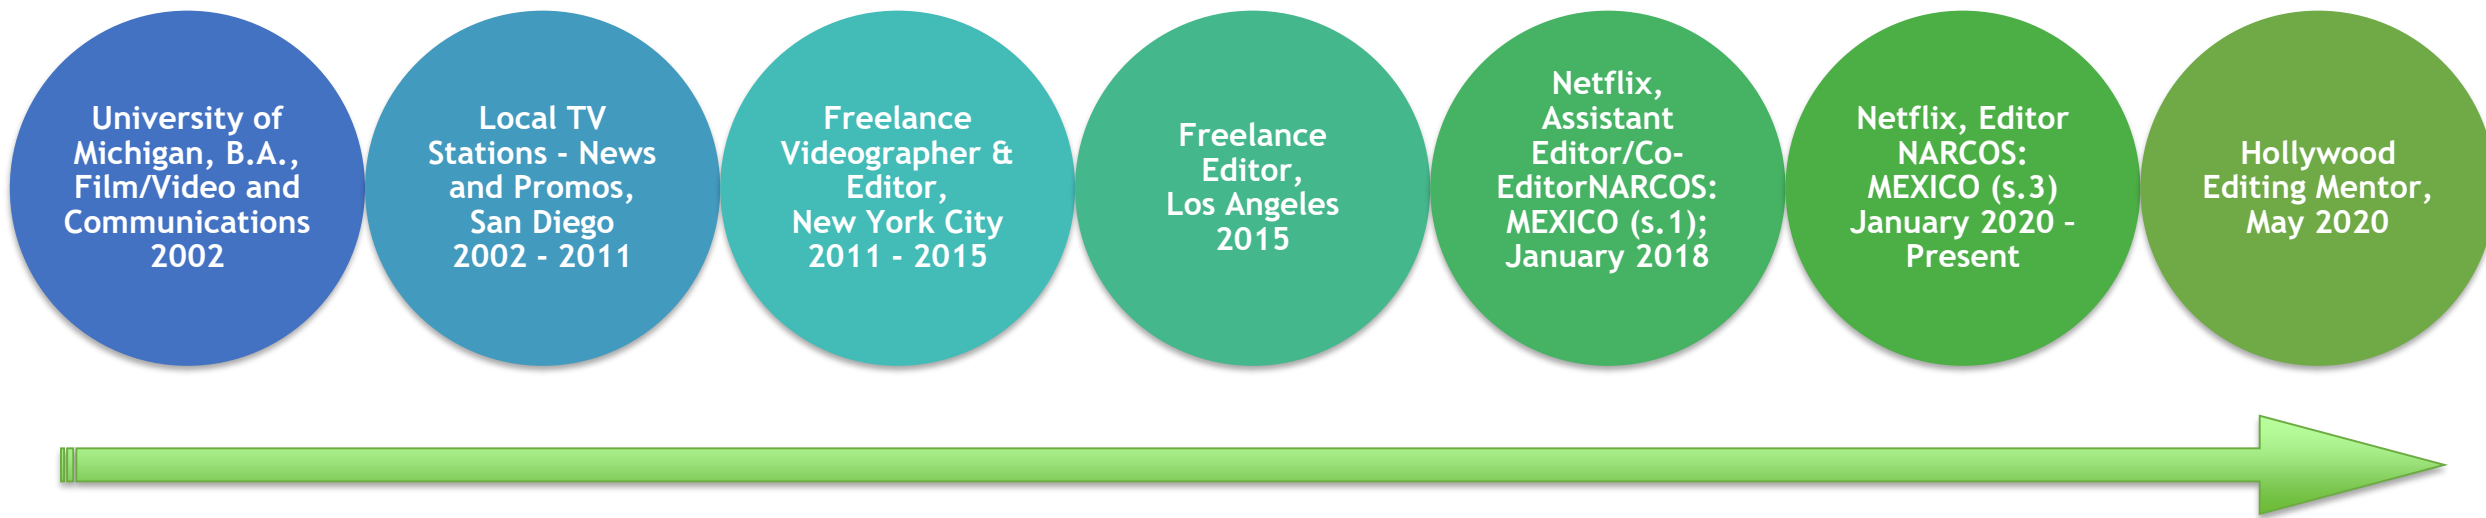 University of
Michigan, B.A.,
Film/Video and
Communications
2002
Local TV
Stations - News
and Promos,
San Diego
2002 - 2011
Freelance
Videographer &
Editor,
New York City
2011 - 2015
Freelance
Editor,
Los Angeles
2015
Netflix,
Assistant
Editor/Co-
EditorNARCOS:
MEXICO (s.1);
January 2018
Netflix, Editor
NARCOS:
MEXICO (s.3)
January 2020 –
Present
Hollywood
Editing Mentor,
May 2020